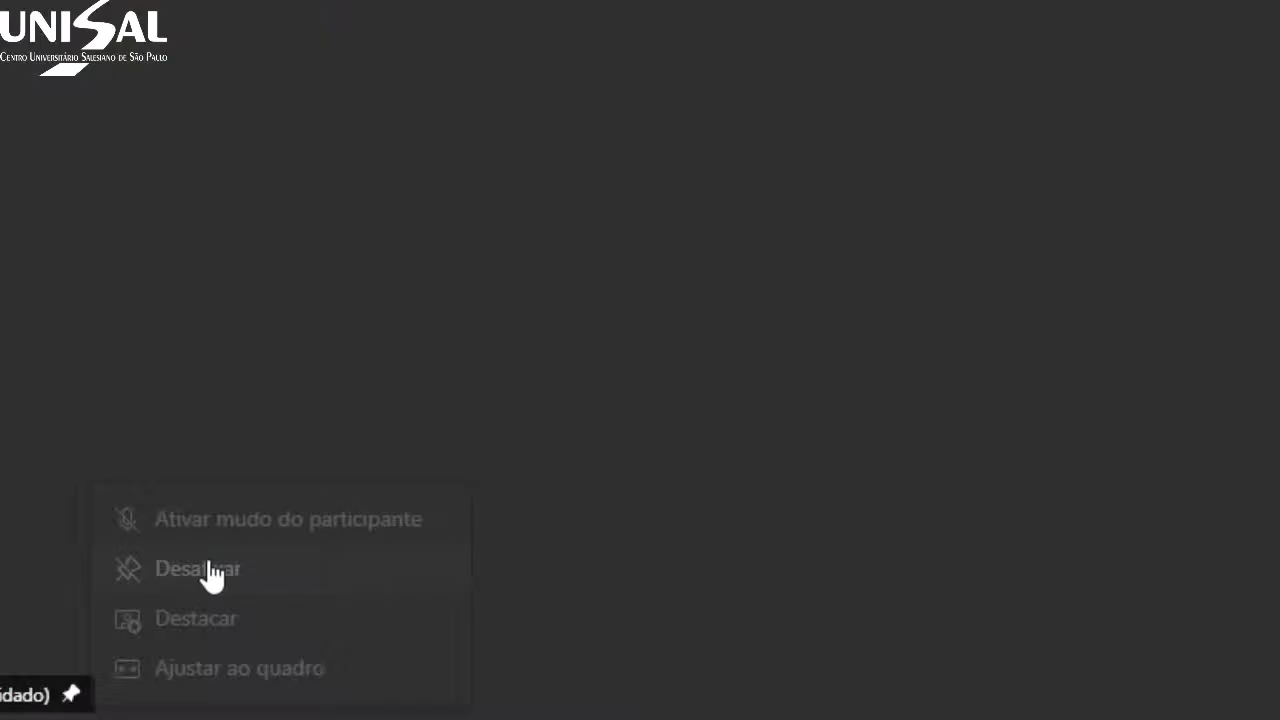 UNISAL
CENTRO UNIVERSITÁRIO SALESIANO DE SÃO PAULO
Ativar mudo do participante
Destacar
Ajustar ao quadro
idado)